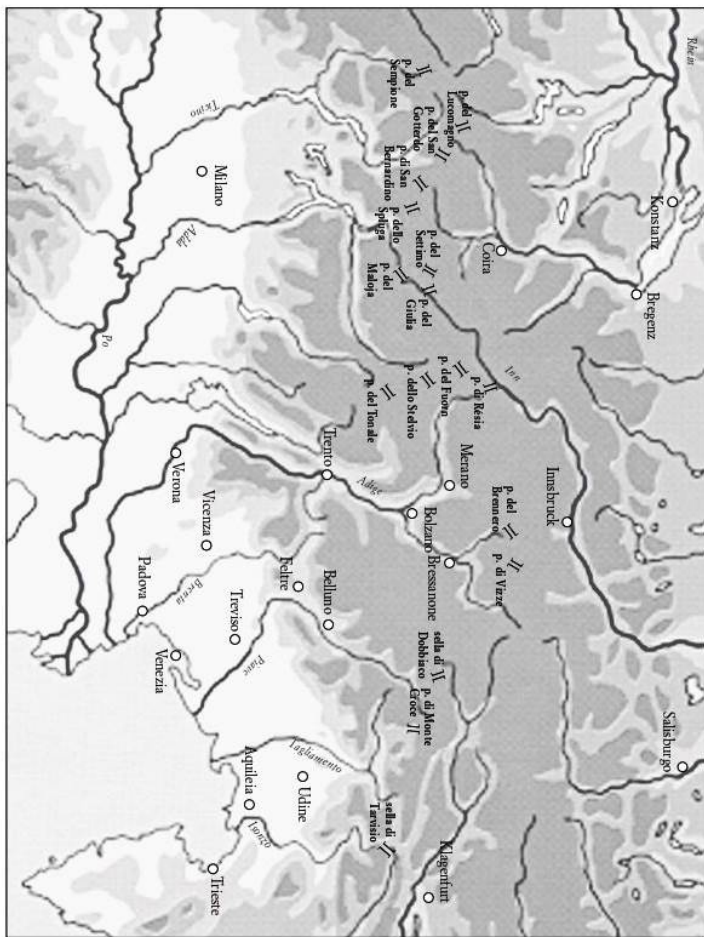 Rhein
Konstanz
Bregenz
Salisburgo
Innsbruck
Inn
Coira
p. del
Lucomagno
p. del San
Gotterdo
p. del
Sempione
p. di San
Bernardino
p. dello
Spluga
p. del
Settimo
p. del
Maloja
p. del
Giulia
p. di Résia
p. del Fuorn
p. dello Stelvio
p. del Tonale
p. del
Brennero
p. di Vizze
Merano
Bressanone
Bolzano
Adige
Trento
sella di
Dobbiaco
p. di Monte
Croce
sella di
Tarvisio
Klagenfurt
Belluno
Feltre
Udine
Tagliamento
Piave
Isonzo
Aquileia
Treviso
Trieste
Ticino
Milano
Adda
Vicenza
Verona
Brenta
Venezia
Padova
Po